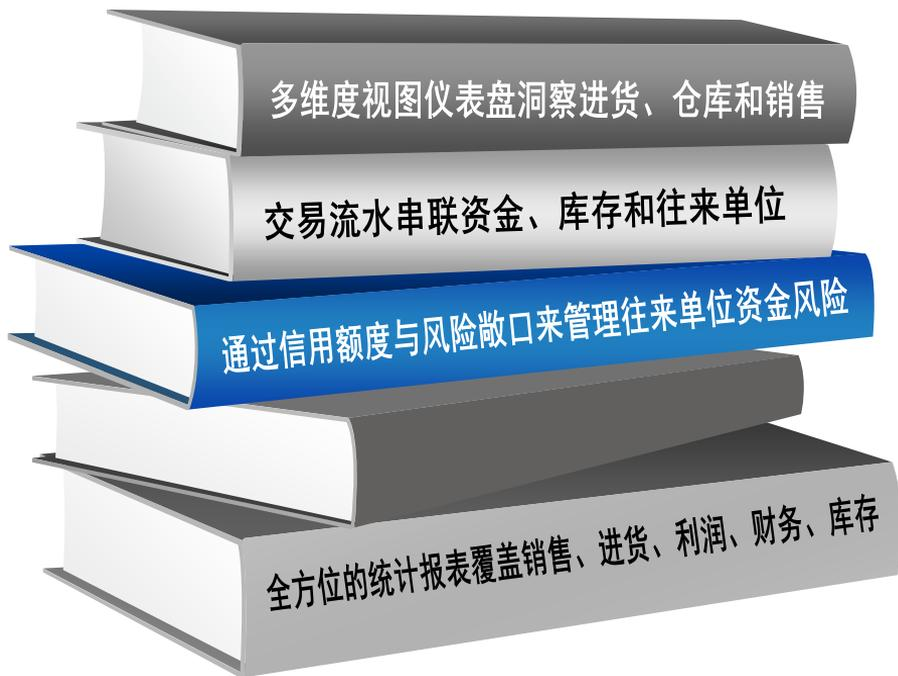 多维度视图仪表盘洞察进货、仓库和销售
交易流水串联资金、库存和往来单位
通过信用额度与风险敞口来管理往来单位资金风险
全方位的统计报表覆盖销售、进货、利润、财务、库存